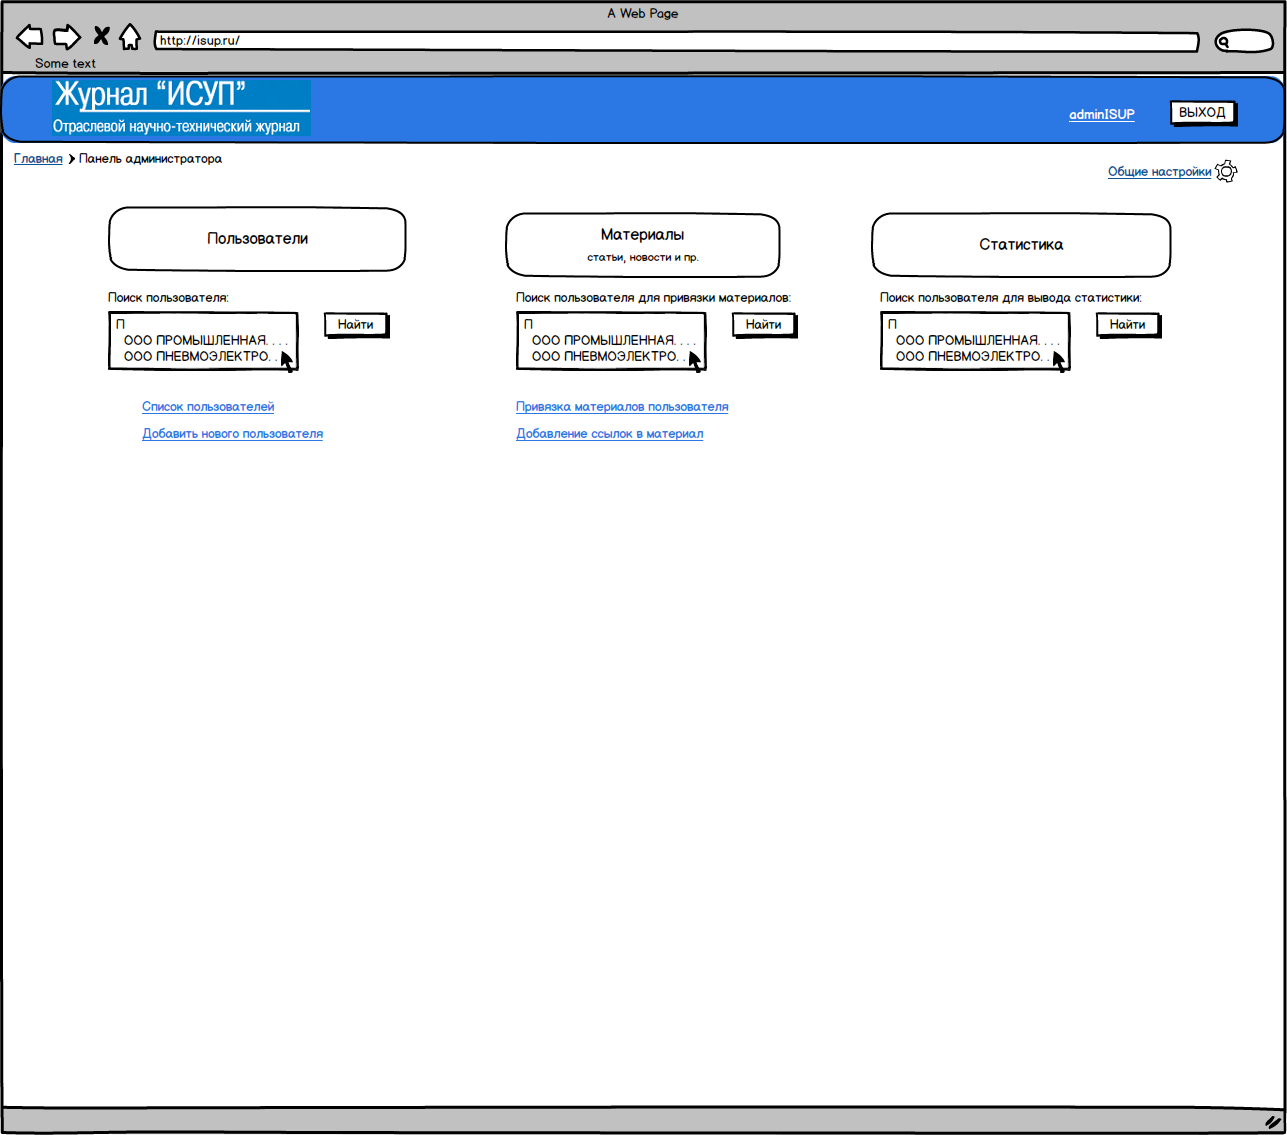 A Web Page
http://isup.ru/
Some text
Журнал “ИСУП”
Отраслевой научно-технический журнал
adminISUP
ВЫХОД
Главная Панель администратора
Общие настройки
Пользователи
Материалы
статьи, новости и пр.
Статистика
Поиск пользователя:
П
ООО ПРОМЫШЛЕННАЯ. . . .
ООО ПНЕВМОЭЛЕКТРО. .
Найти
Список пользователей
Добавить нового пользователя
Поиск пользователя для привязки материалов:
П
ООО ПРОМЫШЛЕННАЯ. . . .
ООО ПНЕВМОЭЛЕКТРО. .
Найти
Привязка материалов пользователя
Добавление ссылок в материал
Поиск пользователя для вывода статистики:
П
ООО ПРОМЫШЛЕННАЯ. . . .
ООО ПНЕВМОЭЛЕКТРО. .
Найти